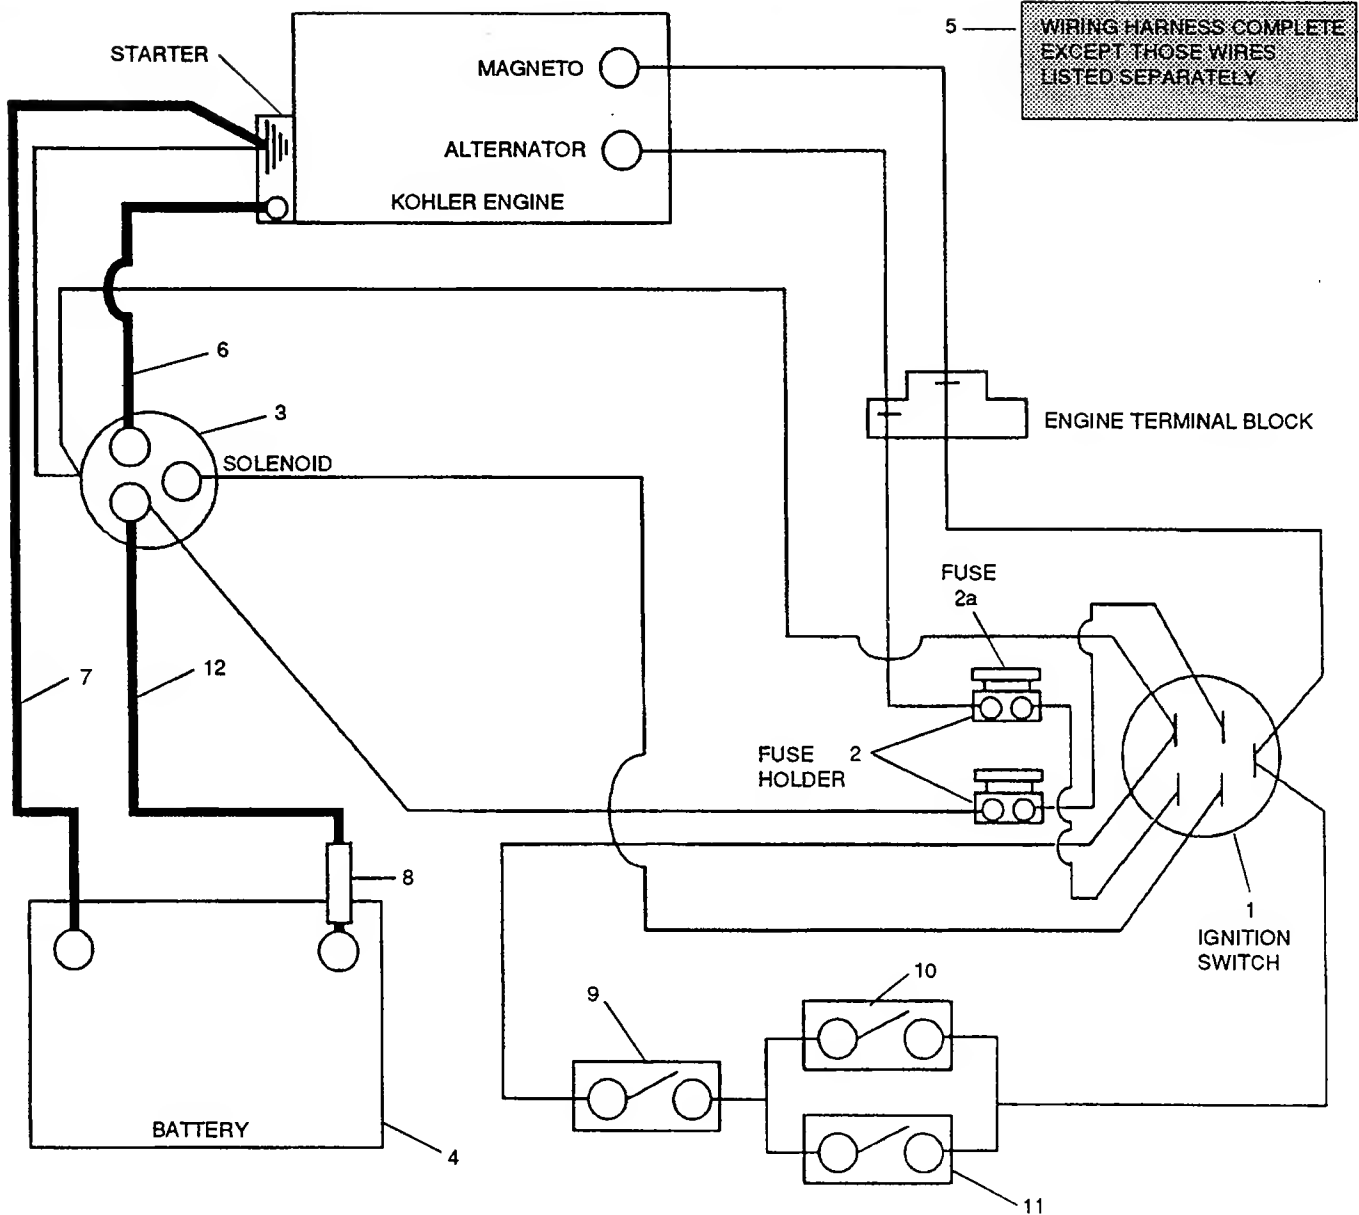 5
WIRING HARNESS COMPLETE
EXCEPT THOSE WIRES
LISTED SEPARATELY
STARTER
MAGNETO
ALTERNATOR
KOHLER ENGINE
6
3
SOLENOID
ENGINE TERMINAL BLOCK
FUSE
2a
7
12
FUSE 2
HOLDER
8
1
IGNITION
SWITCH
10
9
BATTERY
4
11